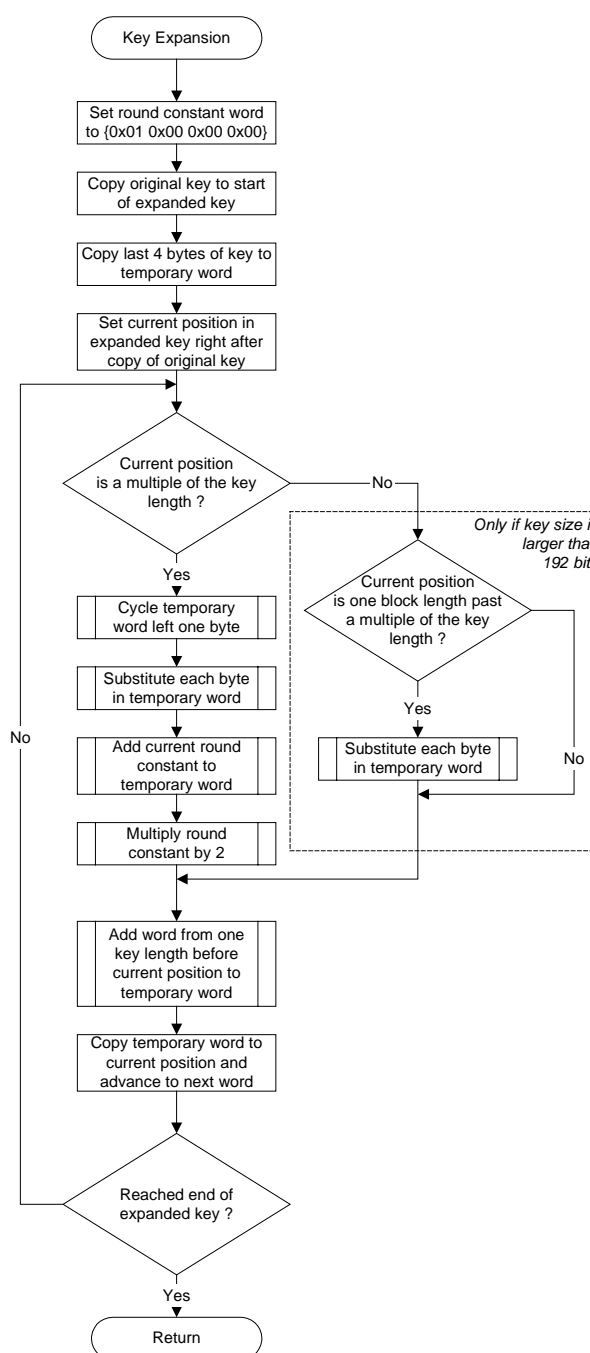 Key Expansion
Set round constant word
to {0x01 0x00 0x00 0x00}
Copy original key to start
of expanded key
Copy last 4 bytes of key to
temporary word
Set current position in
expanded key right after
copy of original key
Current position
is a multiple of the key
length ?
No
Only if key size i
larger tha
192 bit
Yes
Current position
is one block length past
a multiple of the key
length ?
Cycle temporary
word left one byte
Substitute each byte
in temporary word
Yes
No
Add current round
constant to
temporary word
Substitute each byte
in temporary word
No
Multiply round
constant by 2
Add word from one
key length before
current position to
temporary word
Copy temporary word to
current position and
advance to next word
Reached end of
expanded key ?
Yes
Return